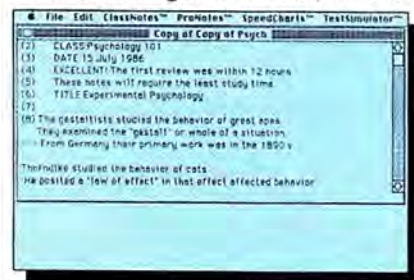 File Edit ClassNotes™ ProNotes™ SpeedCharts™ TestSimulator™
Copy of Copy of Psych
(2) CLASS:Psychology 101
(3) DATE 15 July 1986
(4) EXCELLENT! The first review was within 12 hours
(5) These notes will require the least study time.
(6) TITLE Experimental Psychology
(7)
(8) The gestaltists studied the behavior of great apes
They examined the "gestalt" or whole of a situation.
From Germany their primary work was in the 1890's
Thorndike studied the behavior of cats
He posited a "law of effect" in that effect affected behavior